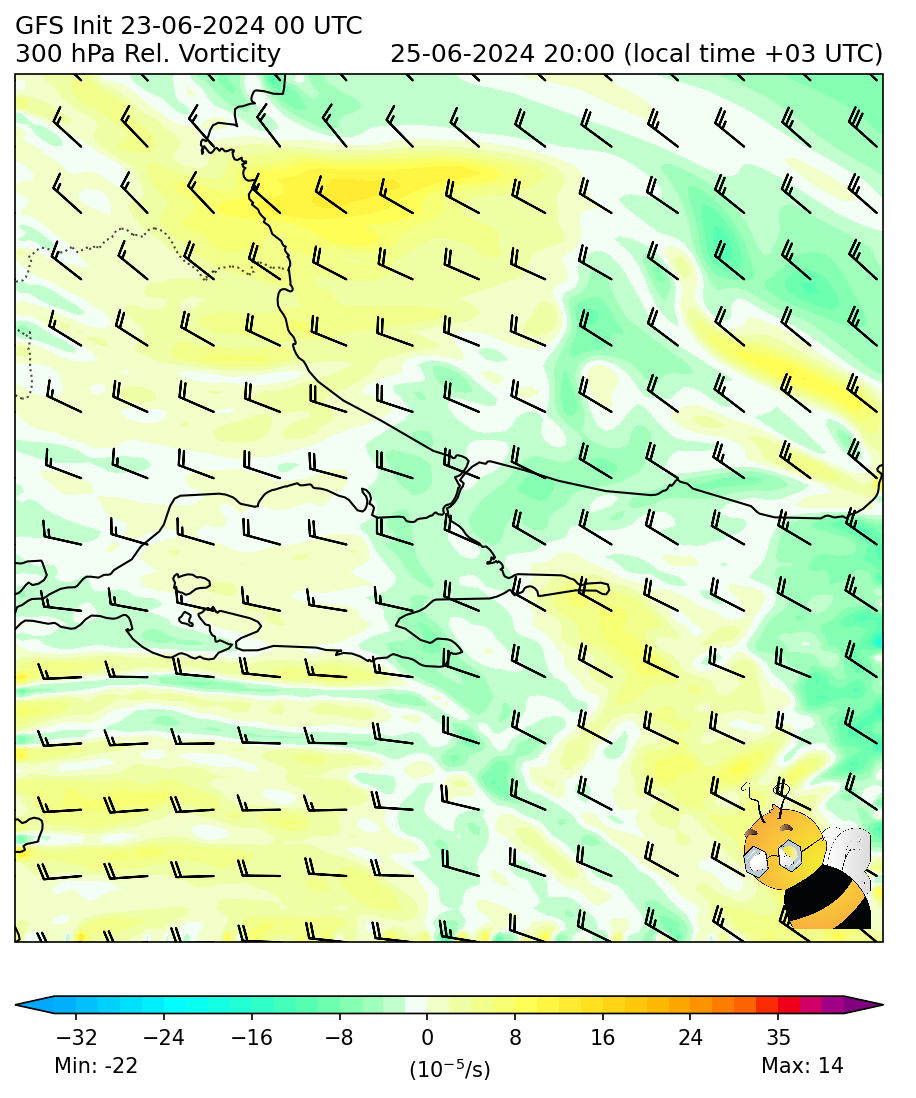 GFS Init 23-06-2024 00 UTC
300 hPa Rel. Vorticity 25-06-2024 20:00 (local time +03 UTC)
−32 −24 −16 −8 0 8 16 24 35
Min: -22 (10⁻⁵/s) Max: 14